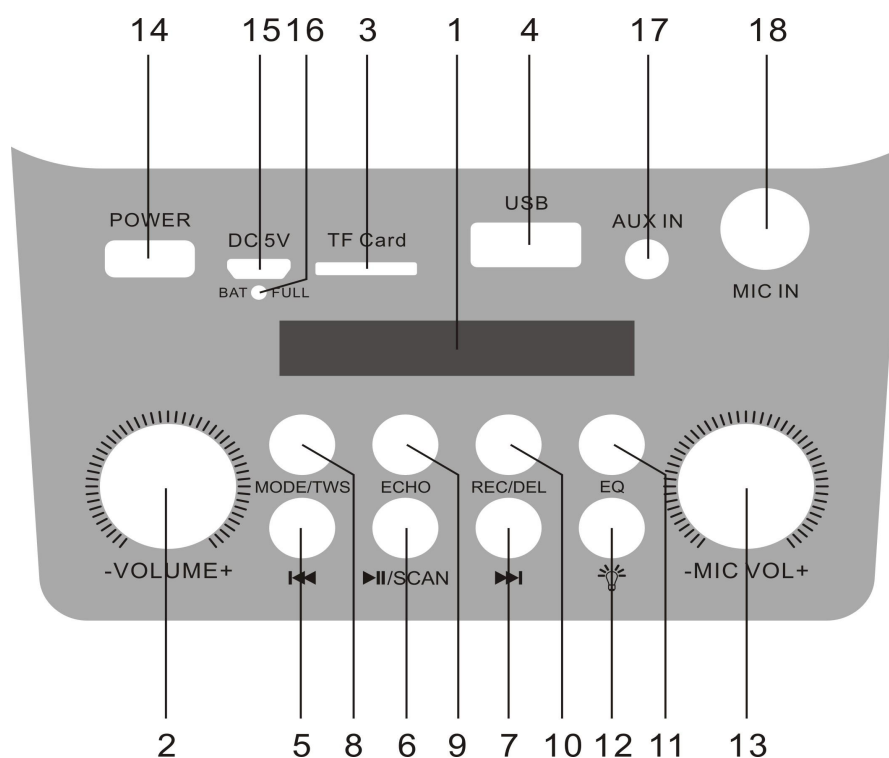 14 15 16 3 1 4 17 18
POWER
DC 5V
TF Card
USB
AUX IN
BAT FULL
MIC IN
MODE/TWS
ECHO
REC/DEL
EQ
-VOLUME+
⏮
⏯/SCAN
⏭
-MIC VOL+
2 5 8 6 9 7 10 12 11 13